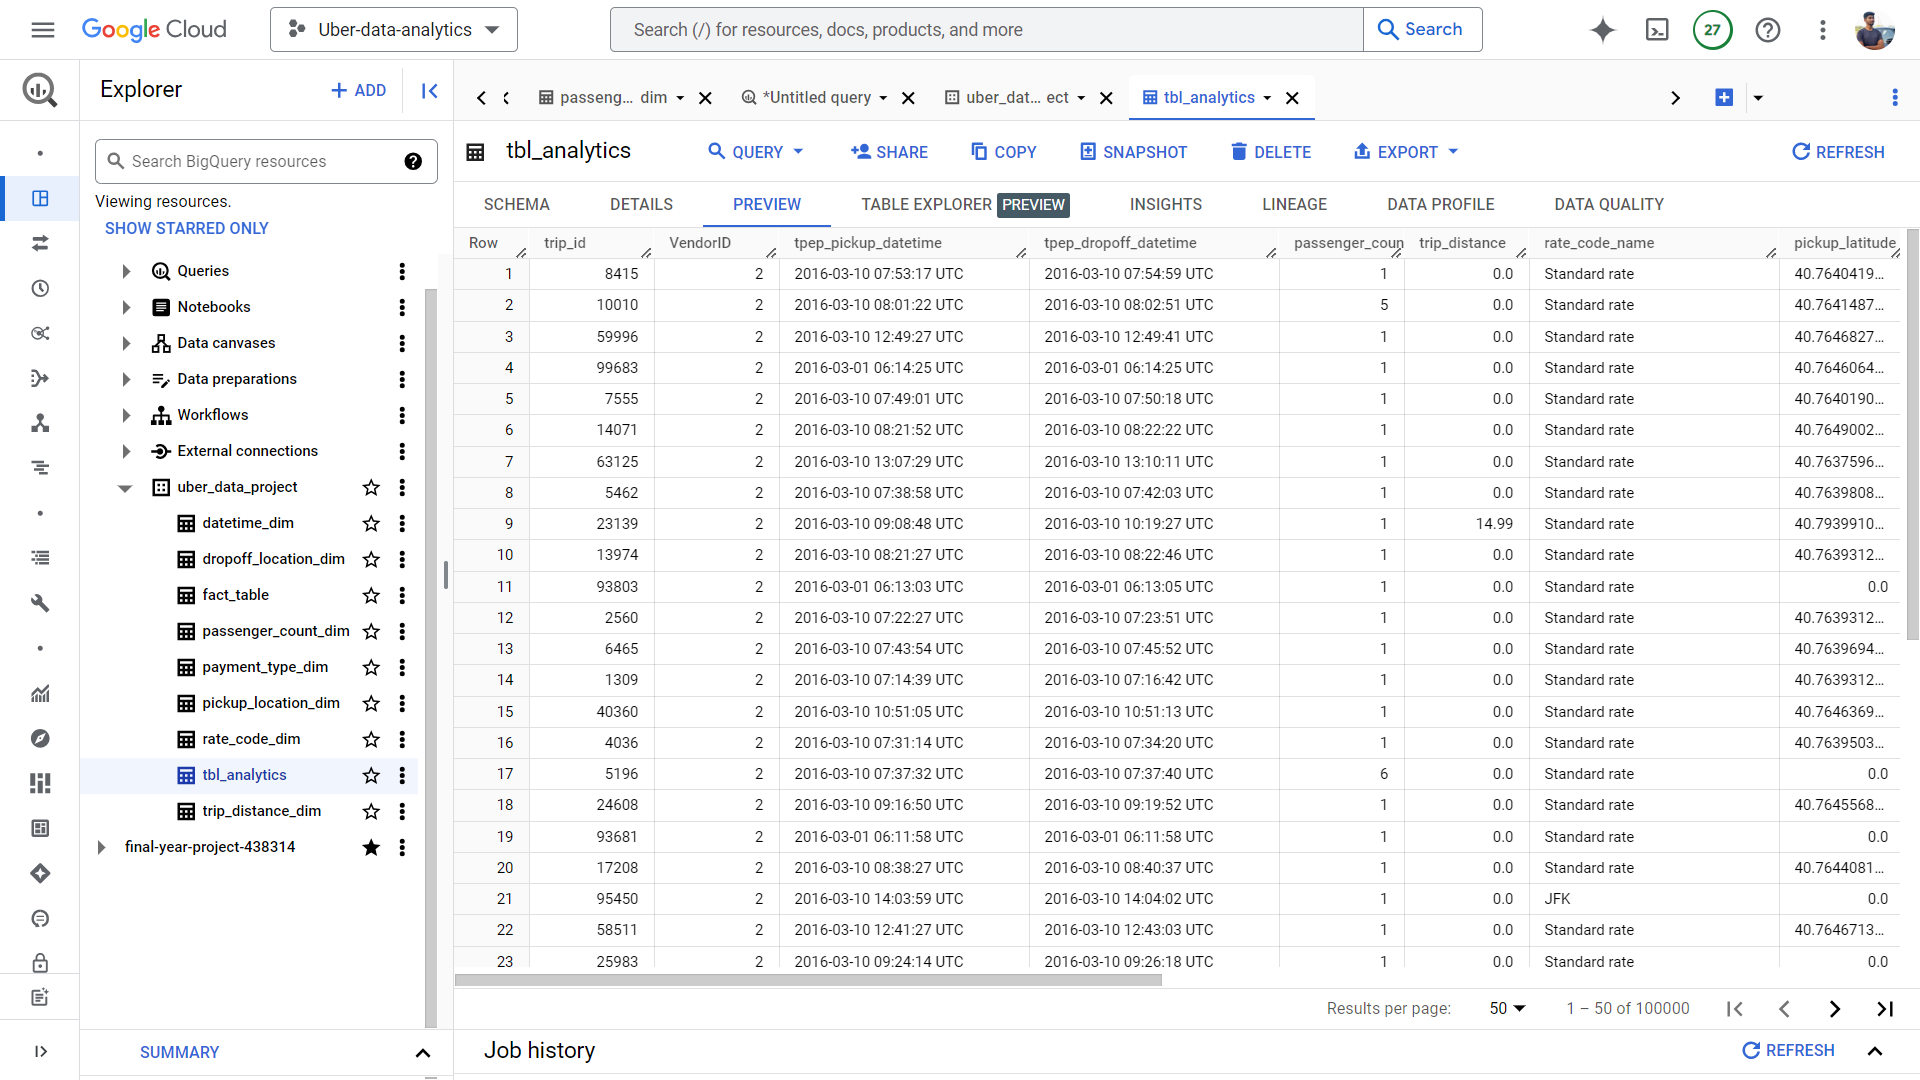 Google Cloud
Uber-data-analytics
Search (/) for resources, docs, products, and more
Search
27
Explorer
ADD
passeng... dim
*Untitled query
uber_dat... ect
tbl_analytics
Search BigQuery resources
Viewing resources.
SHOW STARRED ONLY
Queries
Notebooks
Data canvases
Data preparations
Workflows
External connections
uber_data_project
datetime_dim
dropoff_location_dim
fact_table
passenger_count_dim
payment_type_dim
pickup_location_dim
rate_code_dim
tbl_analytics
trip_distance_dim
final-year-project-438314
SUMMARY
tbl_analytics
QUERY SHARE COPY SNAPSHOT DELETE EXPORT REFRESH
SCHEMA DETAILS PREVIEW TABLE EXPLORER PREVIEW INSIGHTS LINEAGE DATA PROFILE DATA QUALITY
Row trip_id VendorID tpep_pickup_datetime tpep_dropoff_datetime passenger_coun trip_distance rate_code_name pickup_latitude
1 8415 2 2016-03-10 07:53:17 UTC 2016-03-10 07:54:59 UTC 1 0.0 Standard rate 40.7640419...
2 10010 2 2016-03-10 08:01:22 UTC 2016-03-10 08:02:51 UTC 5 0.0 Standard rate 40.7641487...
3 59996 2 2016-03-10 12:49:27 UTC 2016-03-10 12:49:41 UTC 1 0.0 Standard rate 40.7646827...
4 99683 2 2016-03-01 06:14:25 UTC 2016-03-01 06:14:25 UTC 1 0.0 Standard rate 40.7646064...
5 7555 2 2016-03-10 07:49:01 UTC 2016-03-10 07:50:18 UTC 1 0.0 Standard rate 40.7640190...
6 14071 2 2016-03-10 08:21:52 UTC 2016-03-10 08:22:22 UTC 1 0.0 Standard rate 40.7649002...
7 63125 2 2016-03-10 13:07:29 UTC 2016-03-10 13:10:11 UTC 1 0.0 Standard rate 40.7637596...
8 5462 2 2016-03-10 07:38:58 UTC 2016-03-10 07:42:03 UTC 1 0.0 Standard rate 40.7639808...
9 23139 2 2016-03-10 09:08:48 UTC 2016-03-10 10:19:27 UTC 1 14.99 Standard rate 40.7939910...
10 13974 2 2016-03-10 08:21:27 UTC 2016-03-10 08:22:46 UTC 1 0.0 Standard rate 40.7639312...
11 93803 2 2016-03-01 06:13:03 UTC 2016-03-01 06:13:05 UTC 1 0.0 Standard rate 0.0
12 2560 2 2016-03-10 07:22:27 UTC 2016-03-10 07:23:51 UTC 1 0.0 Standard rate 40.7639312...
13 6465 2 2016-03-10 07:43:54 UTC 2016-03-10 07:45:52 UTC 1 0.0 Standard rate 40.7639694...
14 1309 2 2016-03-10 07:14:39 UTC 2016-03-10 07:16:42 UTC 1 0.0 Standard rate 40.7639312...
15 40360 2 2016-03-10 10:51:05 UTC 2016-03-10 10:51:13 UTC 1 0.0 Standard rate 40.7646369...
16 4036 2 2016-03-10 07:31:14 UTC 2016-03-10 07:34:20 UTC 1 0.0 Standard rate 40.7639503...
17 5196 2 2016-03-10 07:37:32 UTC 2016-03-10 07:37:40 UTC 6 0.0 Standard rate 0.0
18 24608 2 2016-03-10 09:16:50 UTC 2016-03-10 09:19:52 UTC 1 0.0 Standard rate 40.7645568...
19 93681 2 2016-03-01 06:11:58 UTC 2016-03-01 06:11:58 UTC 1 0.0 Standard rate 0.0
20 17208 2 2016-03-10 08:38:27 UTC 2016-03-10 08:40:37 UTC 1 0.0 Standard rate 40.7644081...
21 95450 2 2016-03-10 14:03:59 UTC 2016-03-10 14:04:02 UTC 1 0.0 JFK 0.0
22 58511 2 2016-03-10 12:41:27 UTC 2016-03-10 12:43:03 UTC 1 0.0 Standard rate 40.7646713...
23 25983 2 2016-03-10 09:24:14 UTC 2016-03-10 09:26:18 UTC 1 0.0 Standard rate 0.0
Results per page: 50 1 – 50 of 100000
Job history REFRESH